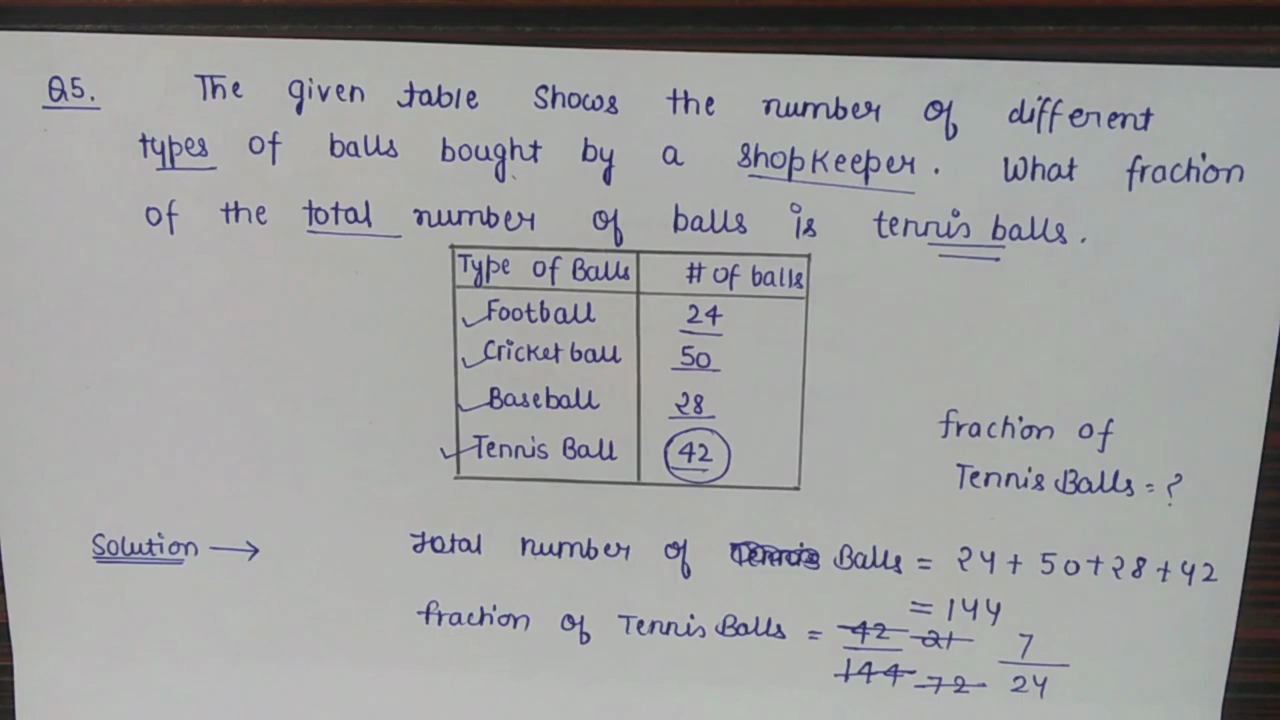 Q5. The given table shows the number of different
types of balls bought by a shopkeeper. What fraction
of the total number of balls is tennis balls.
Type of Balls # of balls
Football 24
Cricket ball 50
Baseball 28
Tennis Ball 42
fraction of
Tennis Balls = ?
Solution → total number of Tennis Balls = 24 + 50 + 28 + 42
= 144
fraction of Tennis Balls = 42 21 7
144 72 24